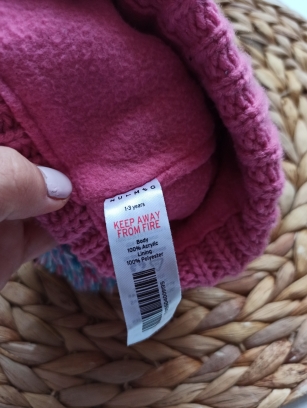 1-3 years
KEEP AWAY
FROM FIRE
Body
100% Acrylic
Lining
100% Polyester